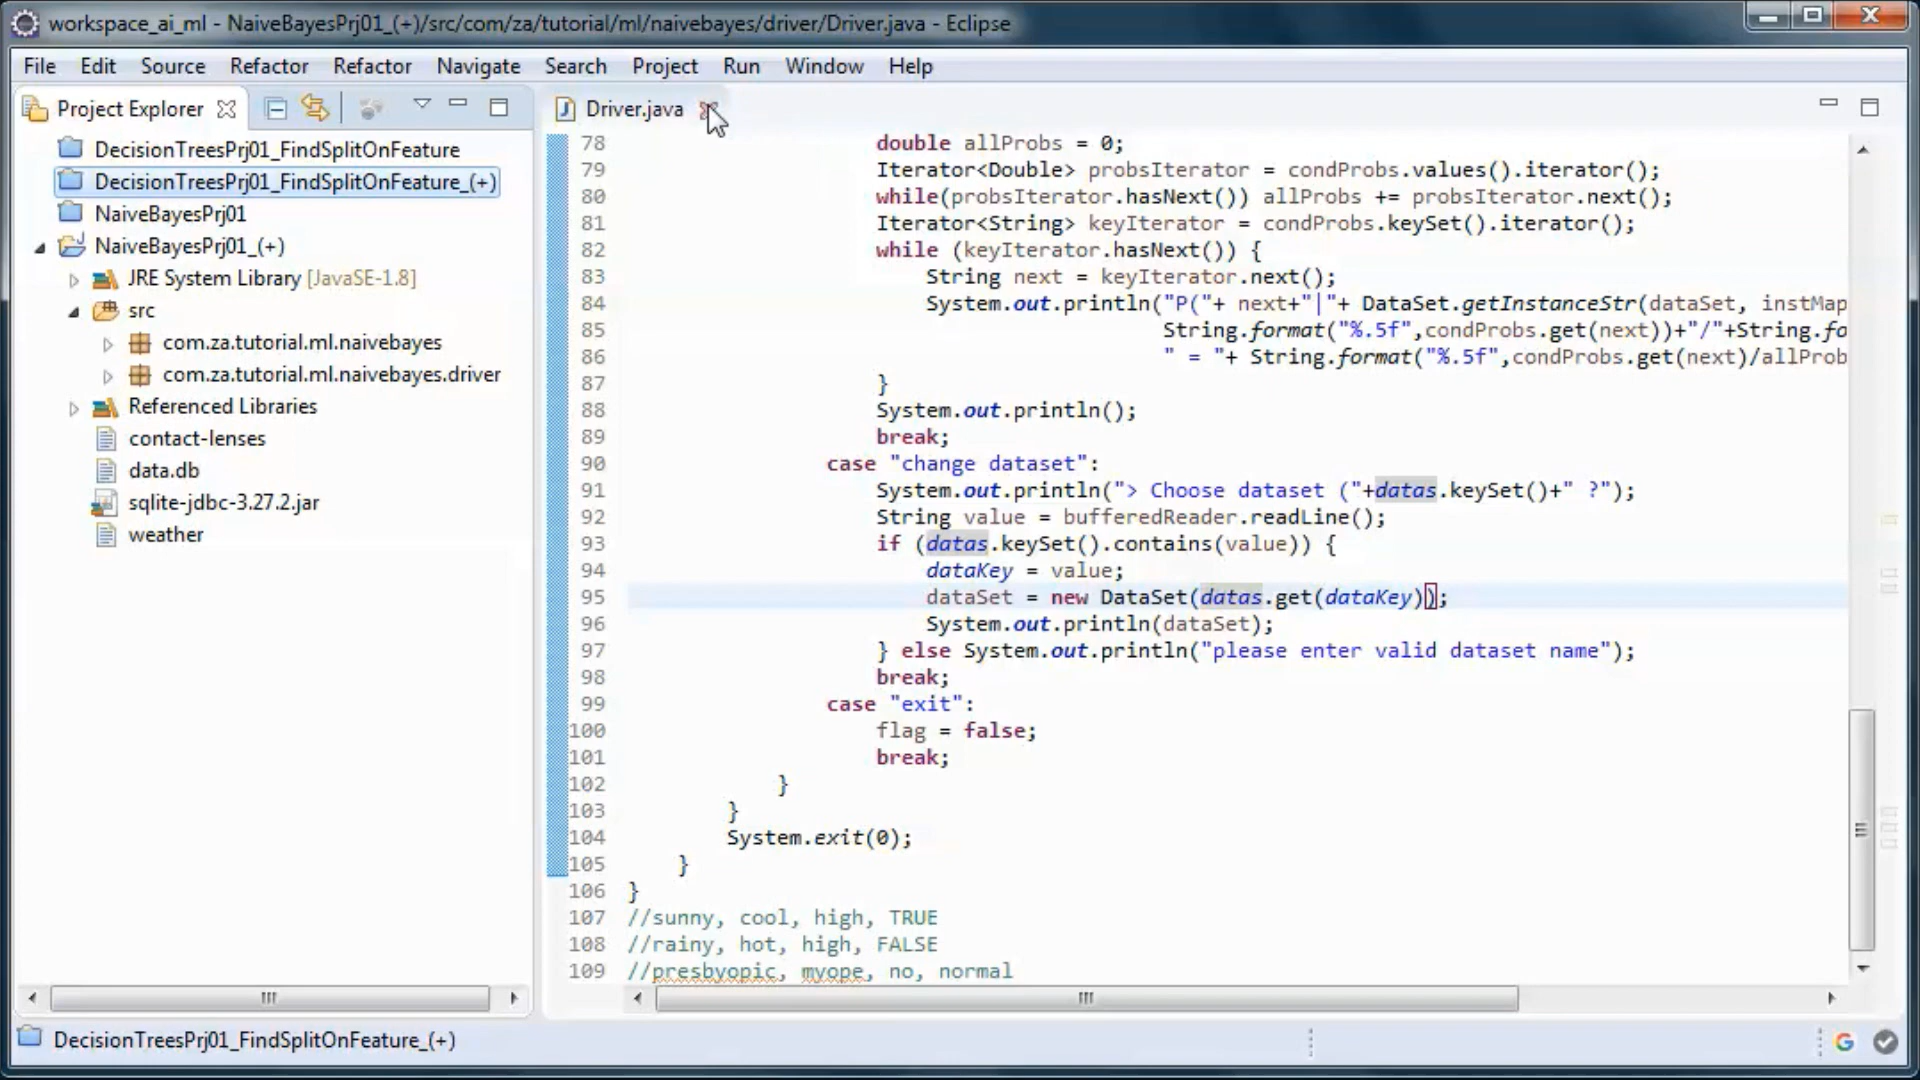 workspace_ai_ml - NaiveBayesPrj01_(+)/src/com/za/tutorial/ml/naivebayes/driver/Driver.java - Eclipse
File Edit Source Refactor Refactor Navigate Search Project Run Window Help
Project Explorer
Driver.java
DecisionTreesPrj01_FindSplitOnFeature
DecisionTreesPrj01_FindSplitOnFeature_(+)
NaiveBayesPrj01
NaiveBayesPrj01_(+)
JRE System Library [JavaSE-1.8]
src
com.za.tutorial.ml.naivebayes
com.za.tutorial.ml.naivebayes.driver
Referenced Libraries
contact-lenses
data.db
sqlite-jdbc-3.27.2.jar
weather
78 double allProbs = 0;
79 Iterator<Double> probsIterator = condProbs.values().iterator();
80 while(probsIterator.hasNext()) allProbs += probsIterator.next();
81 Iterator<String> keyIterator = condProbs.keySet().iterator();
82 while (keyIterator.hasNext()) {
83 String next = keyIterator.next();
84 System.out.println("P("+ next+"|"+ DataSet.getInstanceStr(dataSet, instMap
85 String.format("%.5f",condProbs.get(next))+"/"+String.fo
86 " = "+ String.format("%.5f",condProbs.get(next)/allProb
87 }
88 System.out.println();
89 break;
90 case "change dataset":
91 System.out.println("> Choose dataset ("+datas.keySet()+" ?");
92 String value = bufferedReader.readLine();
93 if (datas.keySet().contains(value)) {
94 dataKey = value;
95 dataSet = new DataSet(datas.get(dataKey));
96 System.out.println(dataSet);
97 } else System.out.println("please enter valid dataset name");
98 break;
99 case "exit":
100 flag = false;
101 break;
102 }
103 }
104 System.exit(0);
105 }
106 }
107 //sunny, cool, high, TRUE
108 //rainy, hot, high, FALSE
109 //presbyopic, myope, no, normal
DecisionTreesPrj01_FindSplitOnFeature_(+)